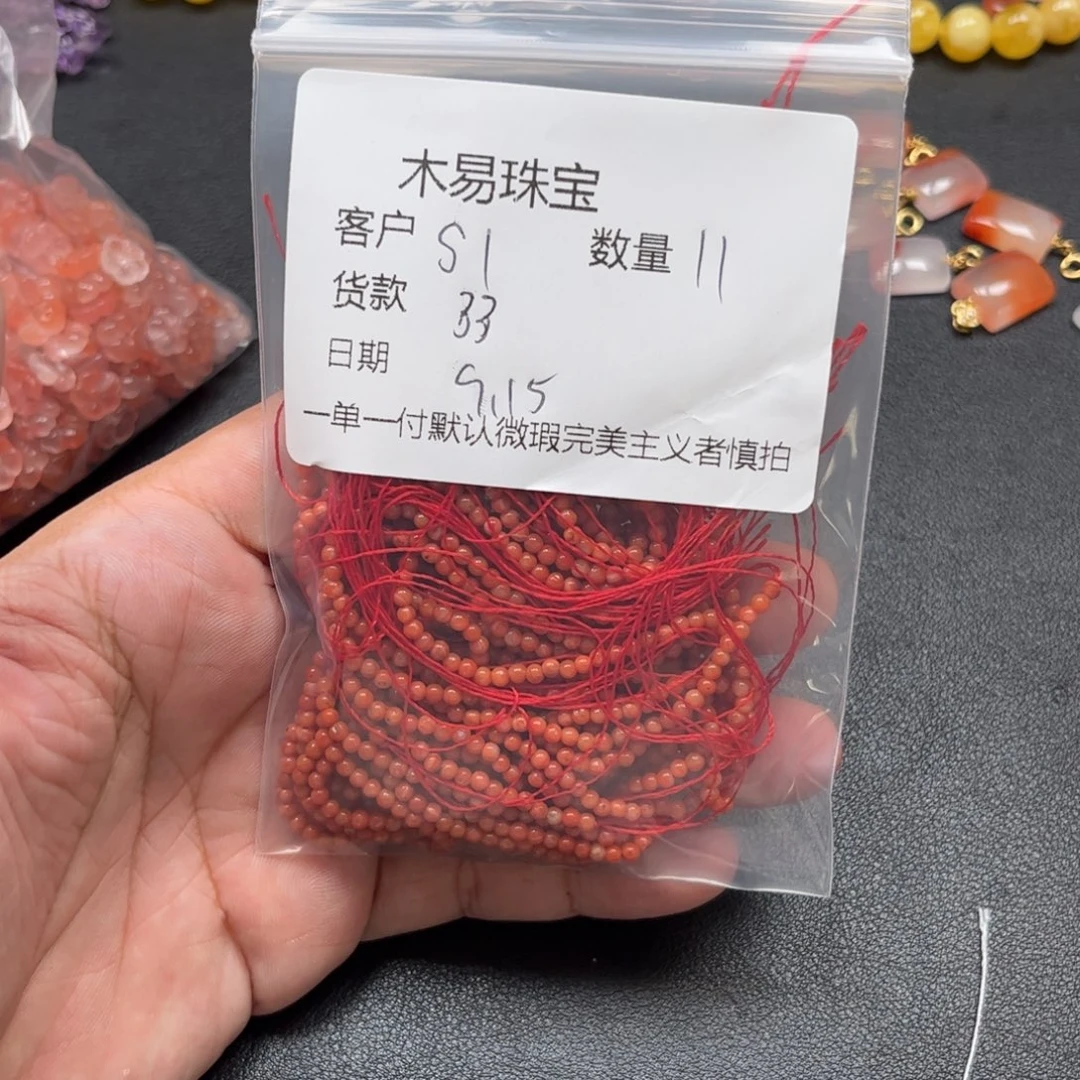 木易珠宝
客户 S1 数量 11
货款 33
日期 9.15
一单一付默认微瑕完美主义者慎拍